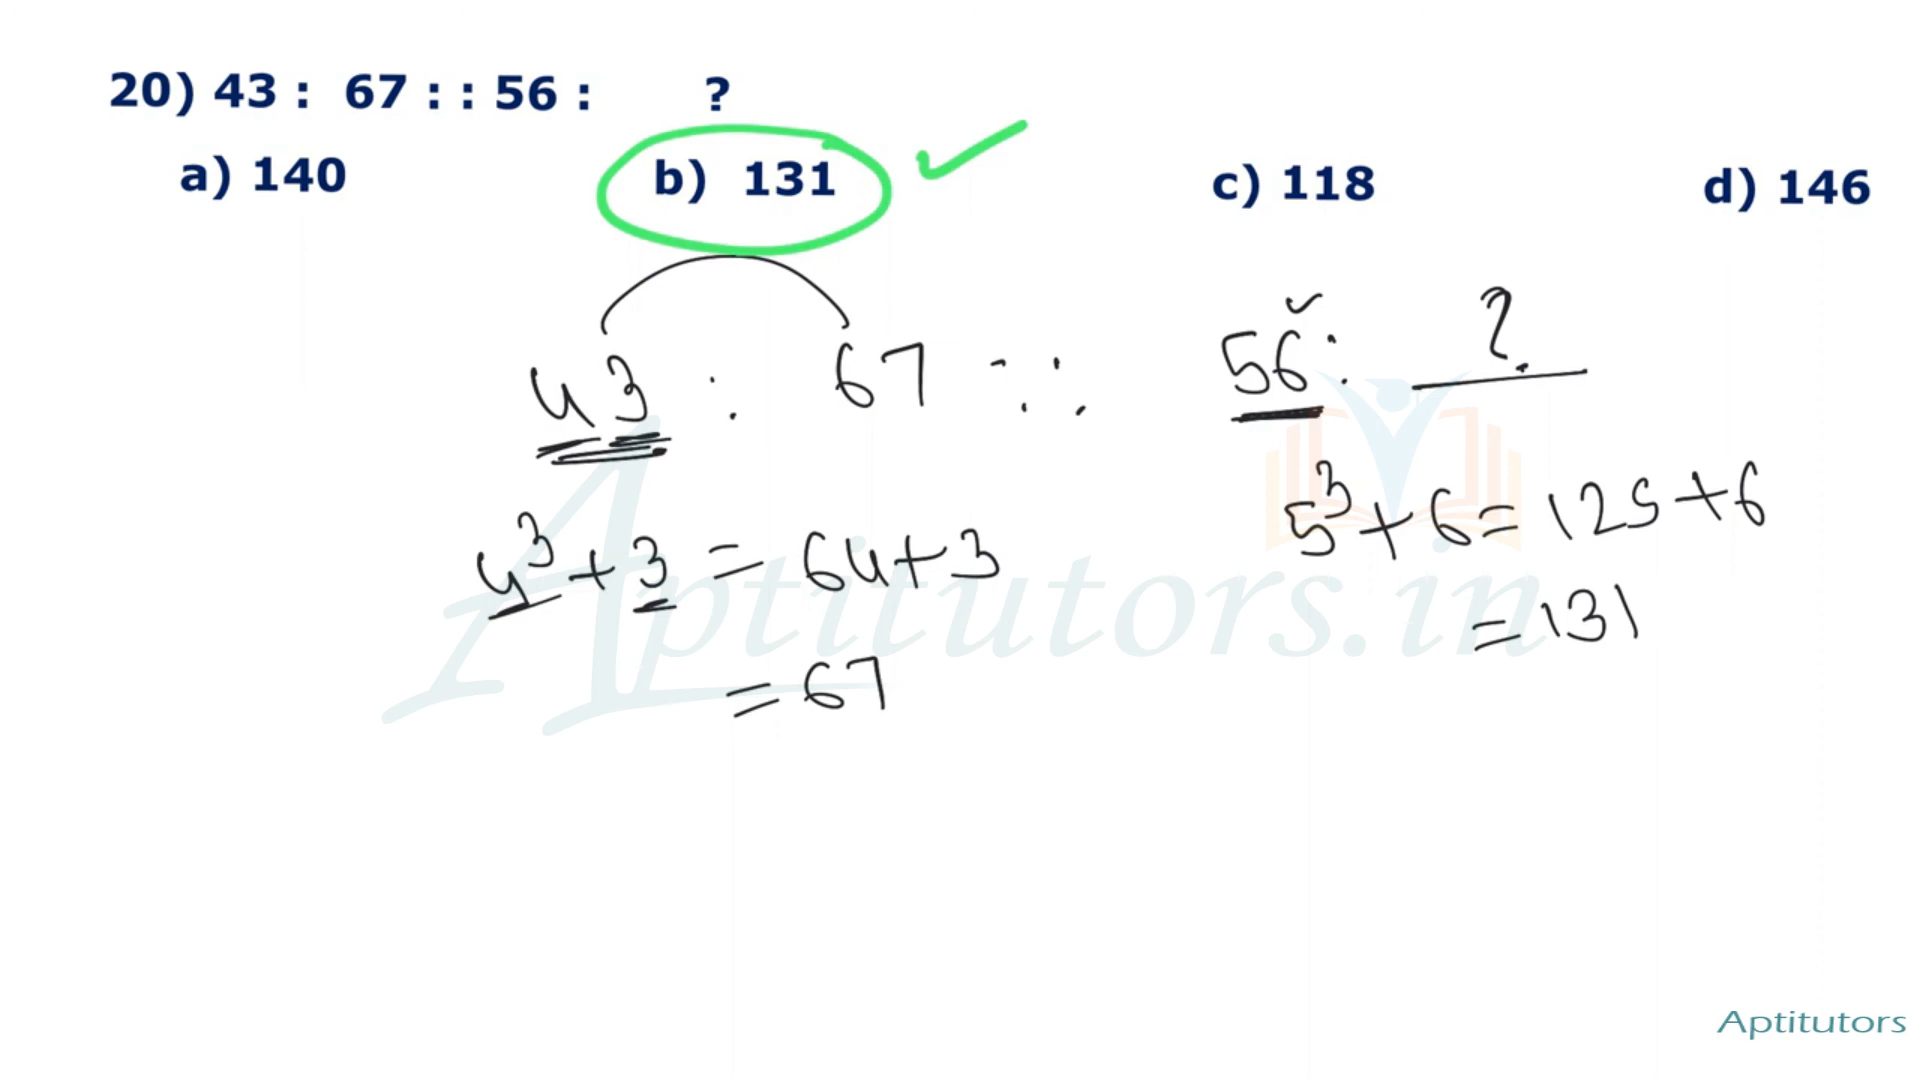 20) 43 : 67 : : 56 : ?
a) 140 b) 131 c) 118 d) 146
43 : 67 :: 56 : ?
4³+3 = 64+3
= 67
5³+6 = 125+6
= 131
Aptitutors.in
Aptitutors